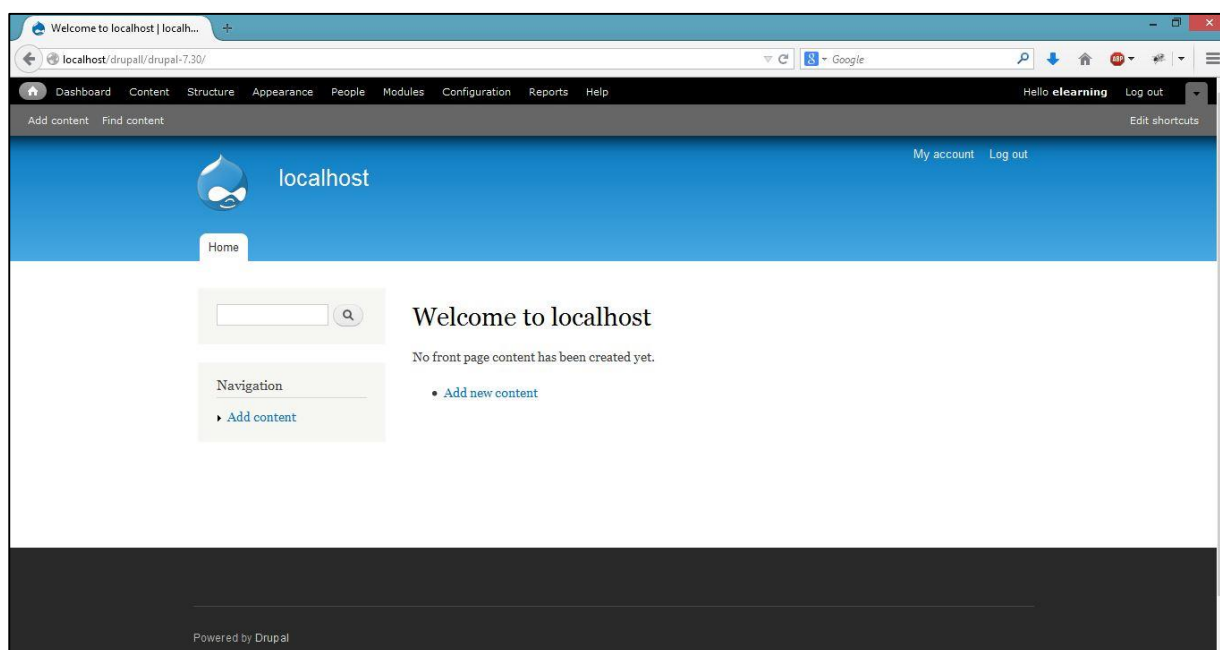 Welcome to localhost | localh...
localhost/drupall/drupal-7.30/
Google
ABP
Dashboard Content Structure Appearance People Modules Configuration Reports Help
Hello elearning Log out
Add content Find content
Edit shortcuts
My account Log out
localhost
Home
Welcome to localhost
No front page content has been created yet.
Navigation
Add new content
Add content
Powered by Drupal